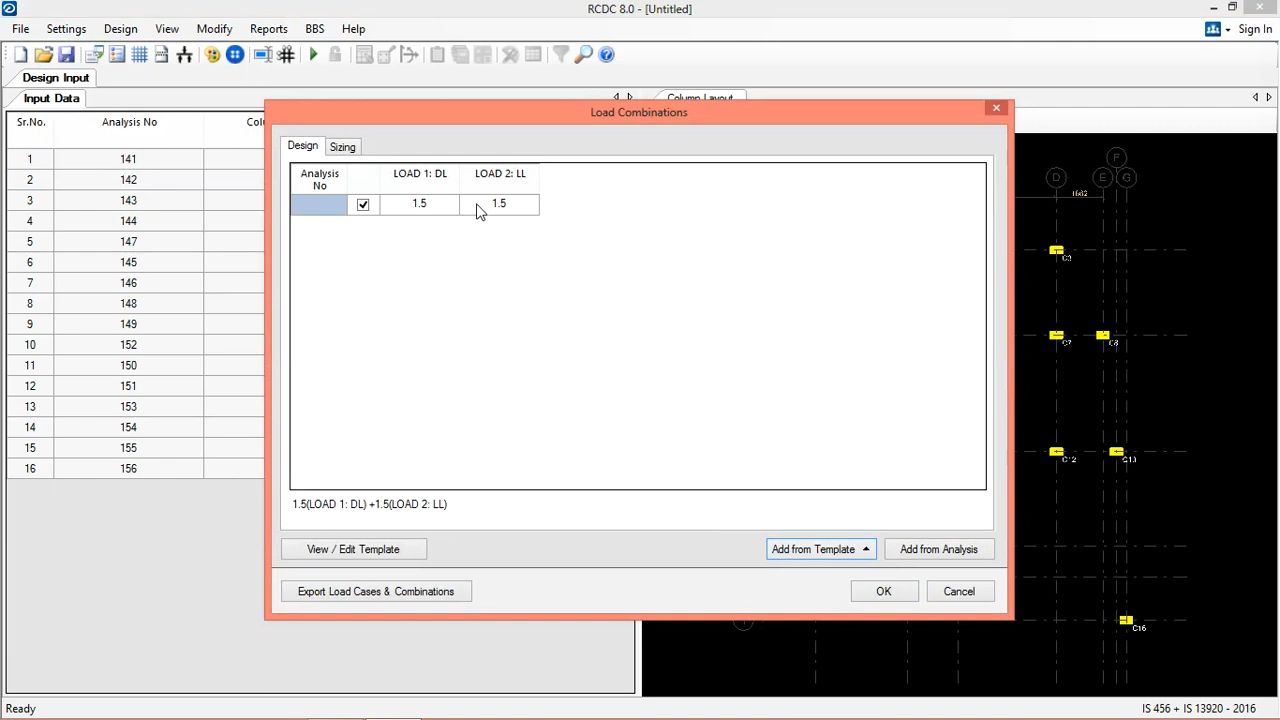 RCDC 8.0 - [Untitled]
File Settings Design View Modify Reports BBS Help Sign In
Design Input
Input Data
Column Layout
Sr.No. Analysis No
1 141
2 142
3 143
4 144
5 147
6 145
7 146
8 148
9 149
10 152
11 150
12 151
13 153
14 154
15 155
16 156
Load Combinations
Design Sizing
Analysis No LOAD 1: DL LOAD 2: LL
1.5 1.5
1.5(LOAD 1: DL) +1.5(LOAD 2: LL)
View / Edit Template Add from Template Add from Analysis
Export Load Cases & Combinations OK Cancel
F
D E G
C12 C13
C16
Ready IS 456 + IS 13920 - 2016